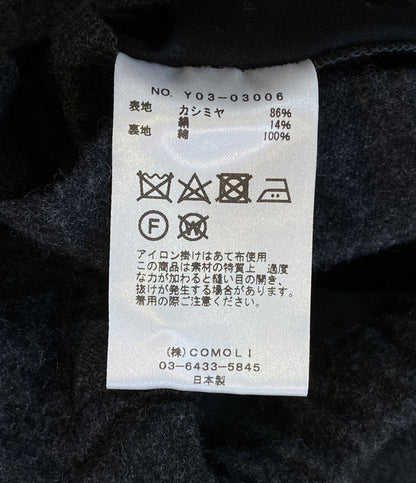 NO. Y03-03006
表地 カシミヤ 86%
絹 14%
裏地 綿 100%
F W
アイロン掛けはあて布使用
この商品は素材の特質上 過度
な力が加わると縫い目の開き、
抜けが発生する場合があります。
着用の際ご注意ください。
(株)COMOLI
03-6433-5845
日本製